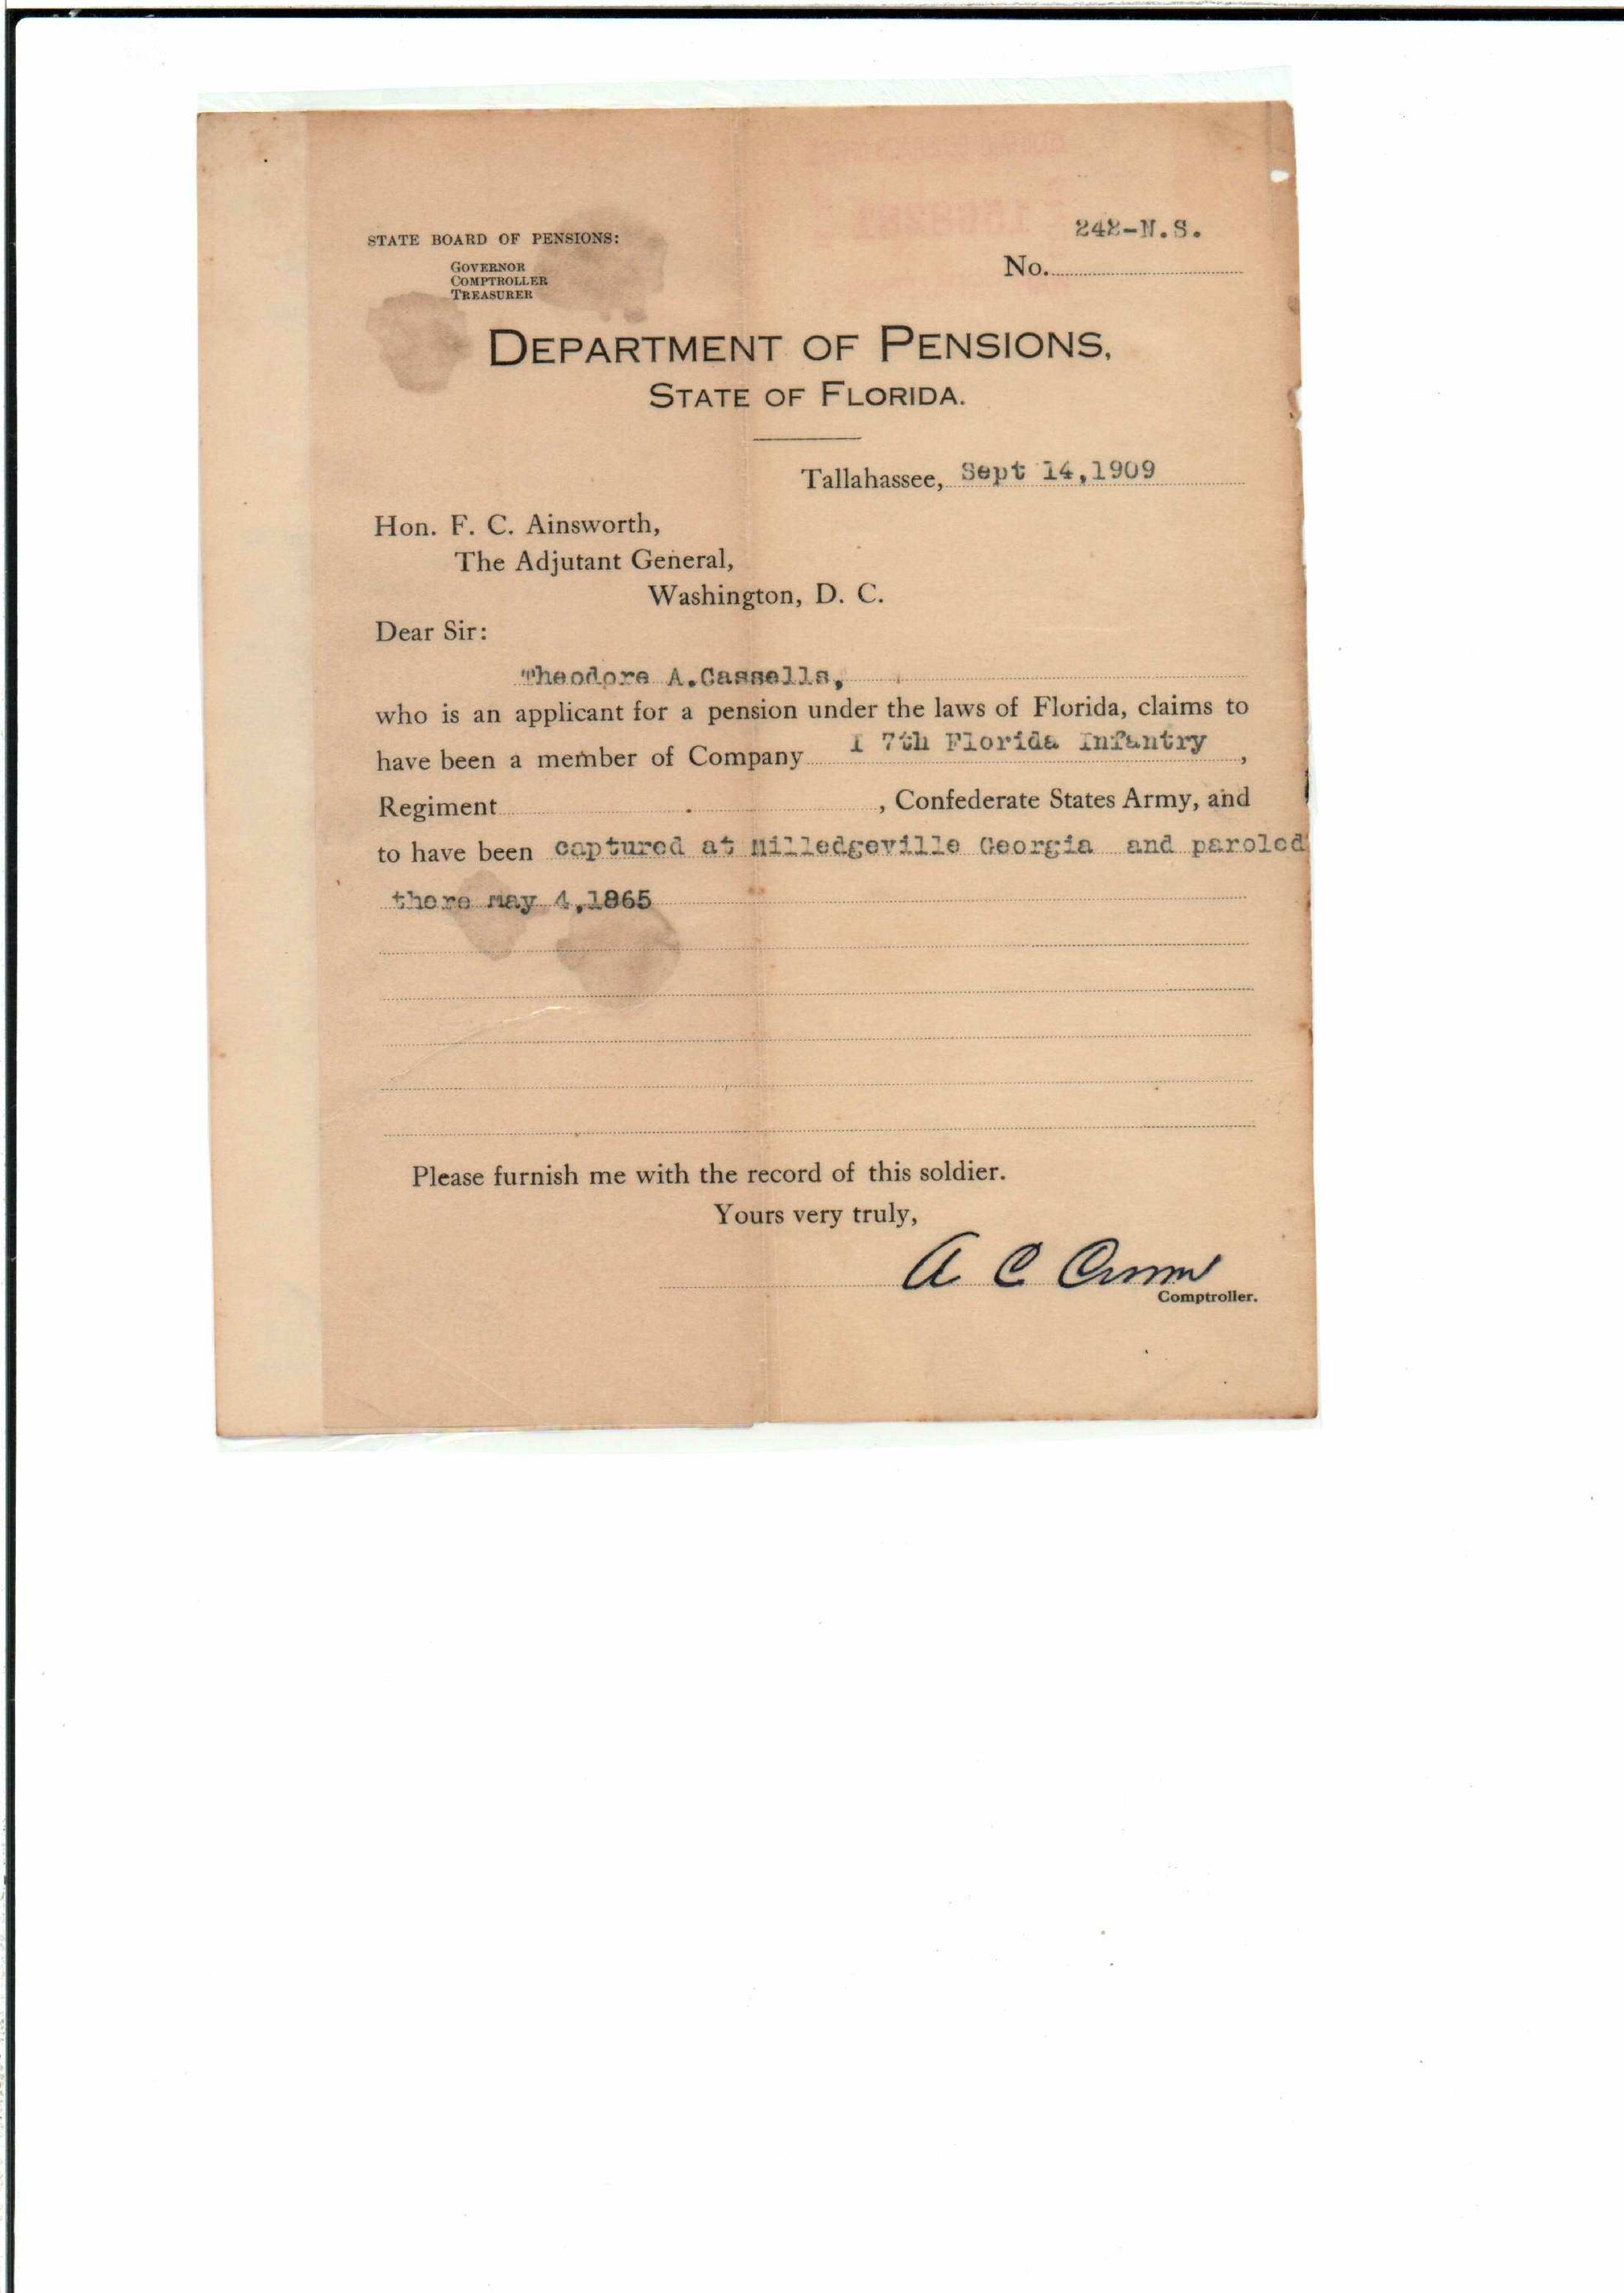 242-N.S.
STATE BOARD OF PENSIONS:
No.
GOVERNOR
COMPTROLLER
TREASURER
DEPARTMENT OF PENSIONS,
STATE OF FLORIDA.
Tallahassee, Sept 14,1909
Hon. F. C. Ainsworth,
The Adjutant General,
Washington, D. C.
Dear Sir:
Theodore A.Cassells,
who is an applicant for a pension under the laws of Florida, claims to
have been a member of Company I 7th Florida Infantry ,
Regiment , Confederate States Army, and
to have been captured at Milledgeville Georgia and paroled
there May 4,1865
Please furnish me with the record of this soldier.
Yours very truly,
A C
Comptroller.